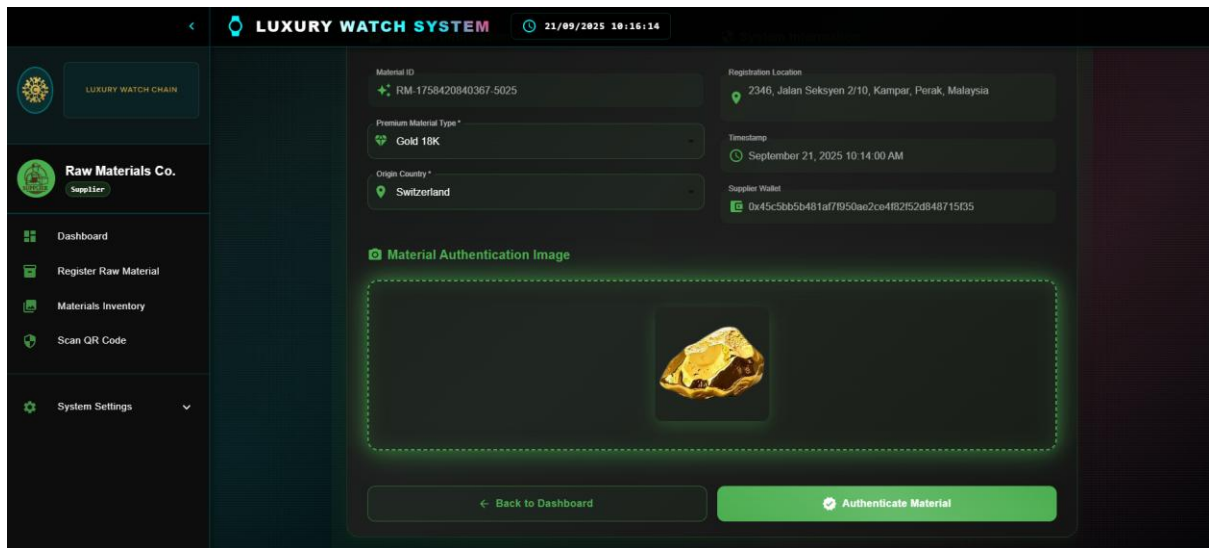 LUXURY WATCH SYSTEM
21/09/2025 10:16:14
LUXURY WATCH CHAIN
Raw Materials Co.
Supplier
Dashboard
Register Raw Material
Materials Inventory
Scan QR Code
System Settings
Material ID
RM-1758420840367-5025
Premium Material Type *
Gold 18K
Origin Country *
Switzerland
Registration Location
2346, Jalan Seksyen 2/10, Kampar, Perak, Malaysia
Timestamp
September 21, 2025 10:14:00 AM
Supplier Wallet
Material Authentication Image
Back to Dashboard
Authenticate Material